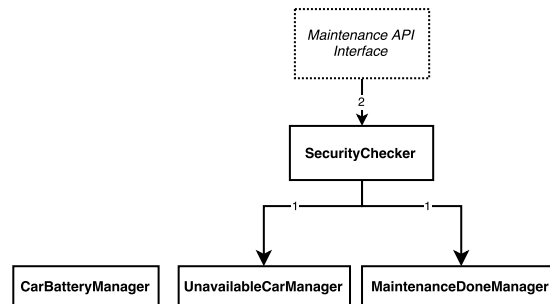 Maintenance API
Interface
2
SecurityChecker
1
1
CarBatteryManager
UnavailableCarManager
MaintenanceDoneManager